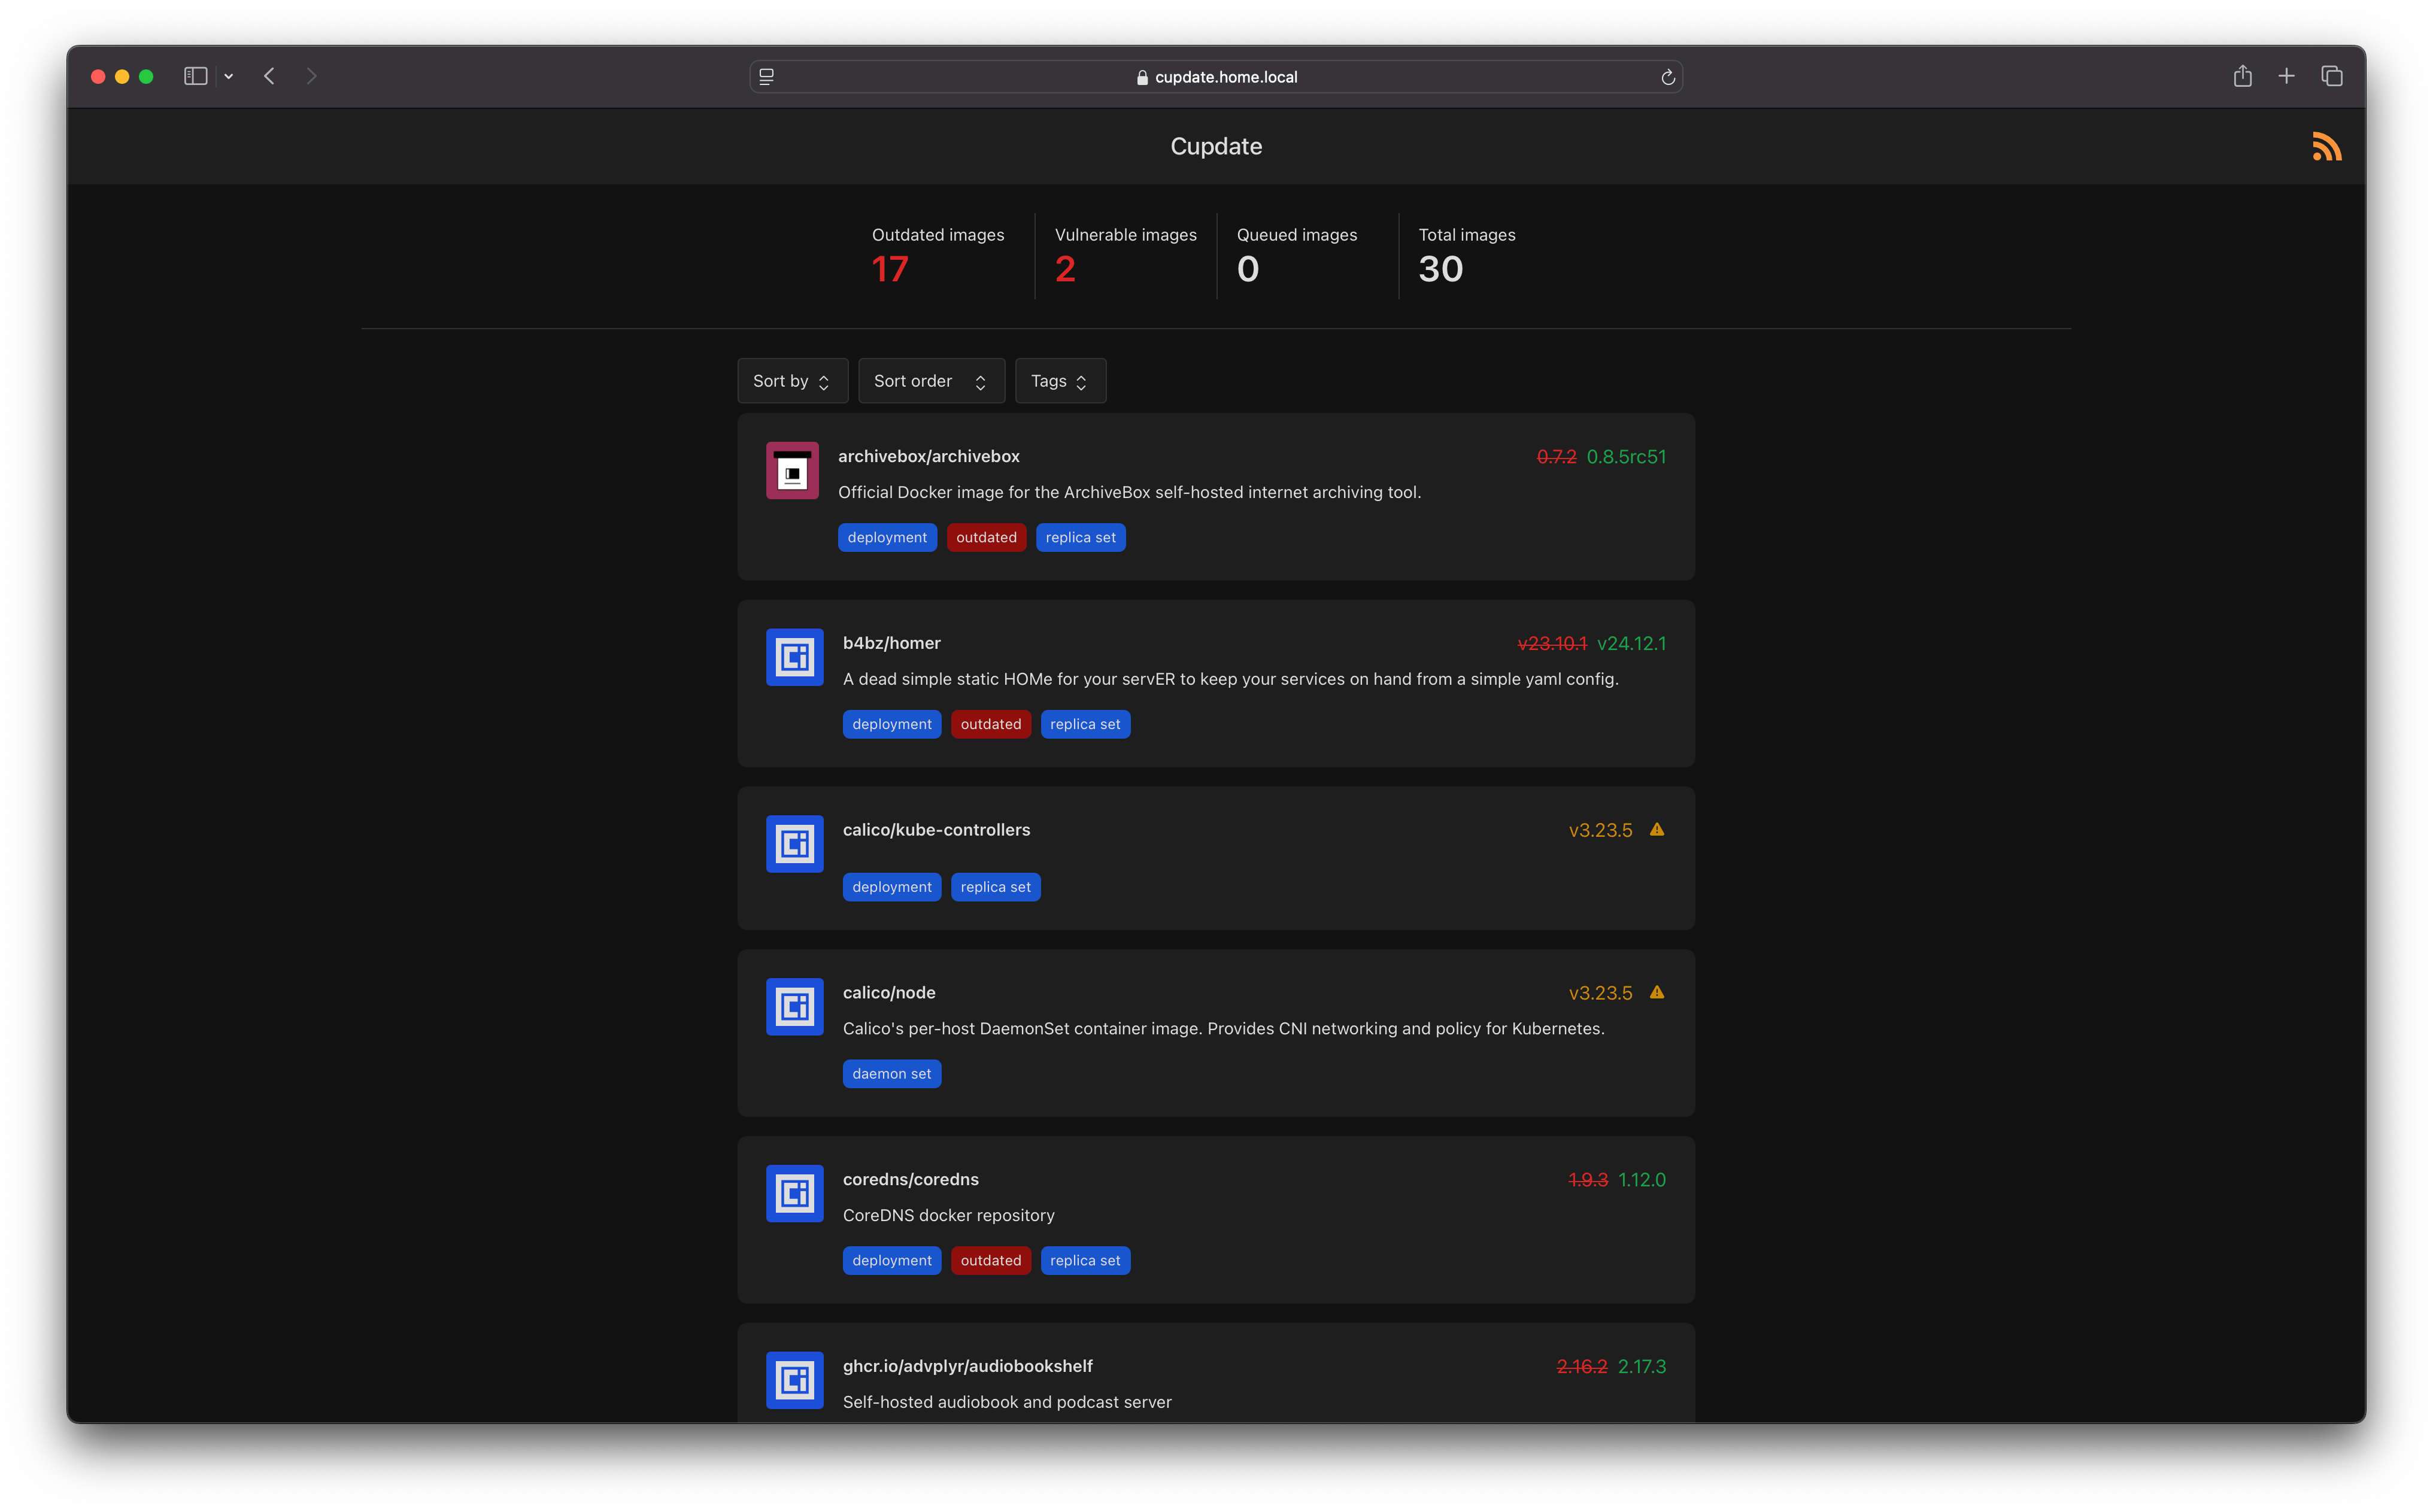 cupdate.home.local
Cupdate
Outdated images
17
Vulnerable images
2
Queued images
0
Total images
30
Sort by
Sort order
Tags
archivebox/archivebox
0.7.2 0.8.5rc51
Official Docker image for the ArchiveBox self-hosted internet archiving tool.
deployment outdated replica set
b4bz/homer
v23.10.1 v24.12.1
A dead simple static HOMe for your servER to keep your services on hand from a simple yaml config.
deployment outdated replica set
calico/kube-controllers
v3.23.5
deployment replica set
calico/node
v3.23.5
Calico's per-host DaemonSet container image. Provides CNI networking and policy for Kubernetes.
daemon set
coredns/coredns
1.9.3 1.12.0
CoreDNS docker repository
deployment outdated replica set
ghcr.io/advplyr/audiobookshelf
2.16.2 2.17.3
Self-hosted audiobook and podcast server